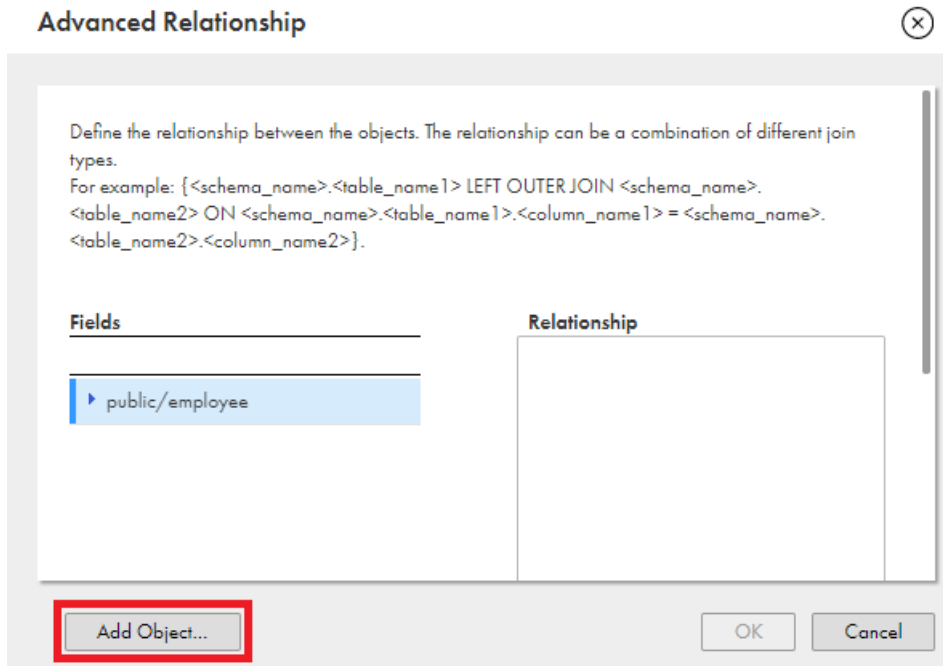 Advanced Relationship
Define the relationship between the objects. The relationship can be a combination of different join
types.
For example: {<schema_name>.<table_name1> LEFT OUTER JOIN <schema_name>.
<table_name2> ON <schema_name>.<table_name1>.<column_name1> = <schema_name>.
<table_name2>.<column_name2>}.
Fields
Relationship
public/employee
Add Object...
OK
Cancel